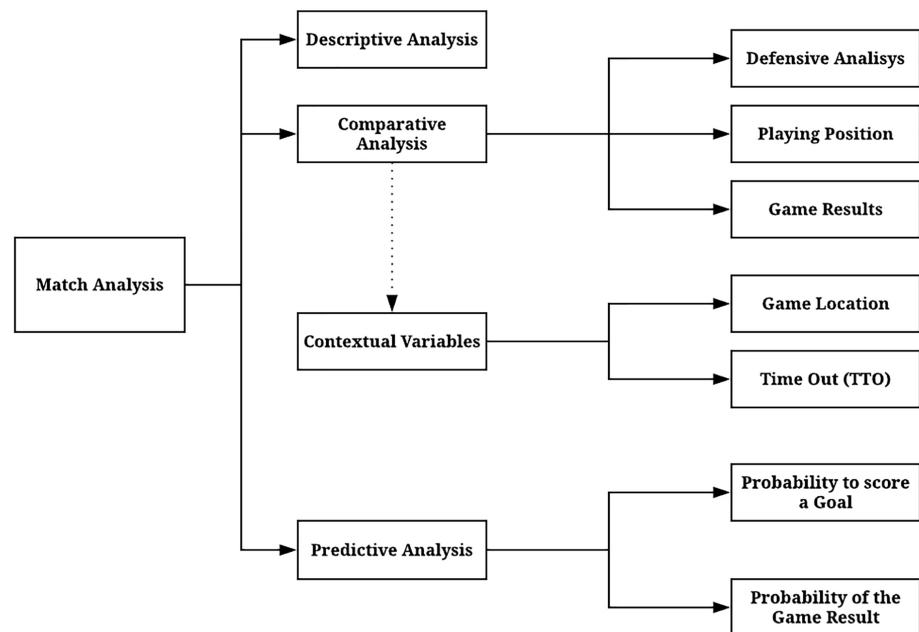 Descriptive Analysis
Defensive Analisys
Comparative
Analysis
Playing Position
Game Results
Match Analysis
Game Location
Contextual Variables
Time Out (TTO)
Probability to score
a Goal
Predictive Analysis
Probability of the
Game Result